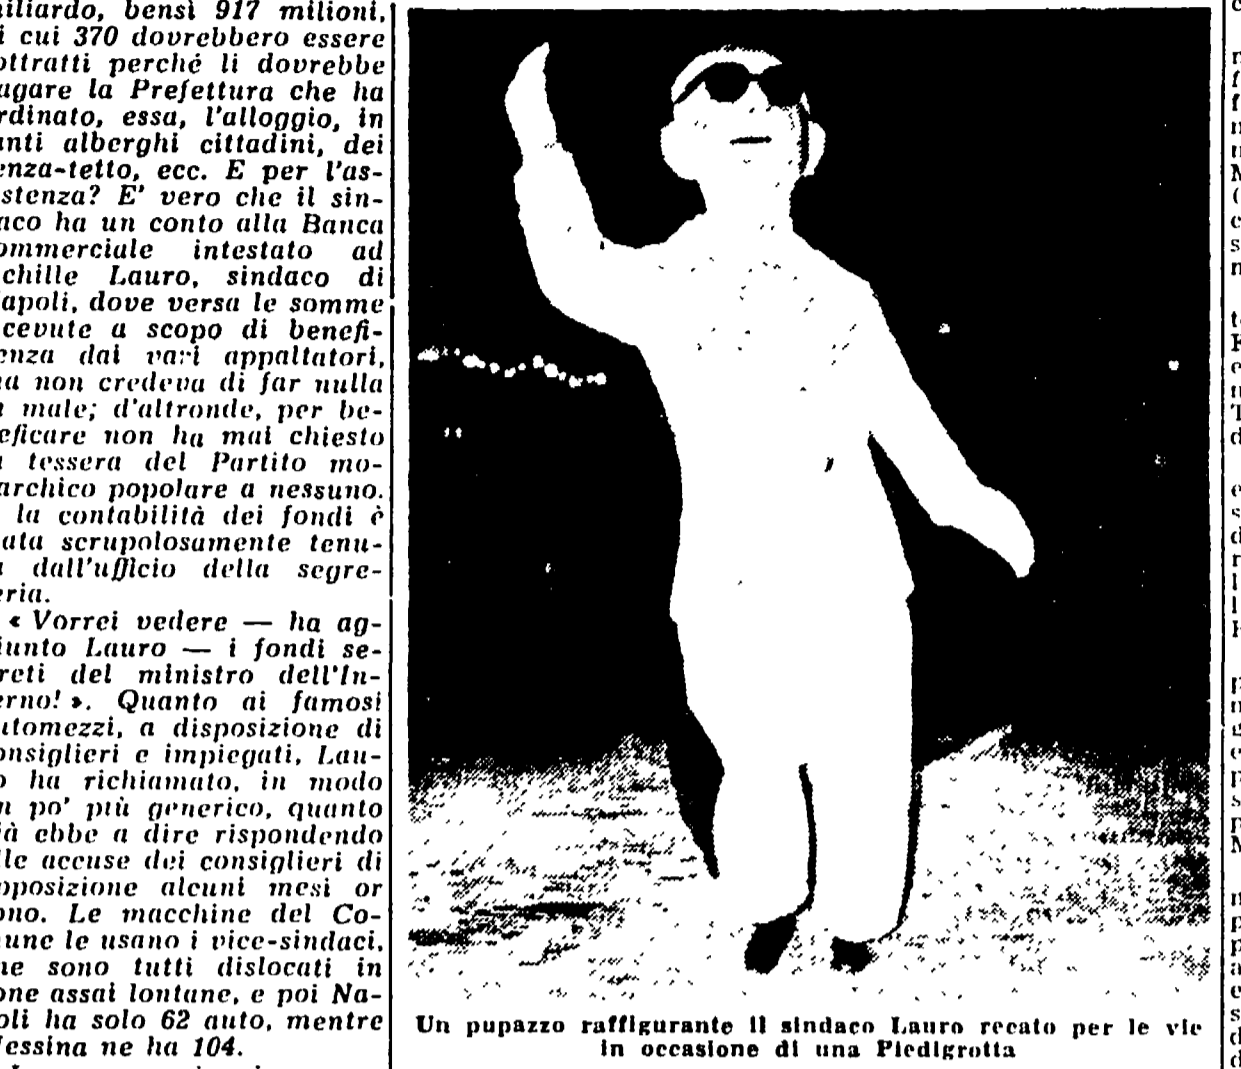 iliardo, bensì 917 milioni,
i cui 370 dovrebbero essere
ottratti perché li dovrebbe
agare la Prefettura che ha
rdinato, essa, l'alloggio, in
anti alberghi cittadini, dei
enza-tetto, ecc. E per l'as-
stenza? E' vero che il sin-
aco ha un conto alla Banca
ommerciale intestato ad
chille Lauro, sindaco di
apoli, dove versa le somme
cevute a scopo di benefi-
enza dai vari appaltatori,
na non credeva di far nulla
male; d'altronde, per be-
eficare non ha mai chiesto
a tessera del Partito mo-
archico popolare a nessuno.
la contabilità dei fondi è
ata scrupolosamente tenu-
a dall'ufficio della segre-
eria.
« Vorrei vedere — ha ag-
iunto Lauro — i fondi se-
reti del ministro dell'In-
erno! ». Quanto ai famosi
utomezzi, a disposizione di
onsiglieri e impiegati, Lau-
o ha richiamato, in modo
n po' più generico, quanto
ià ebbe a dire rispondendo
lle accuse dei consiglieri di
pposizione alcuni mesi or
ono. Le macchine del Co-
nune le usano i vice-sindaci,
he sono tutti dislocati in
one assai lontane, e poi Na-
oli ha solo 62 auto, mentre
lessina ne ha 104.
Un pupazzo raffigurante il sindaco Lauro recato per le vie
in occasione di una Piedigrotta